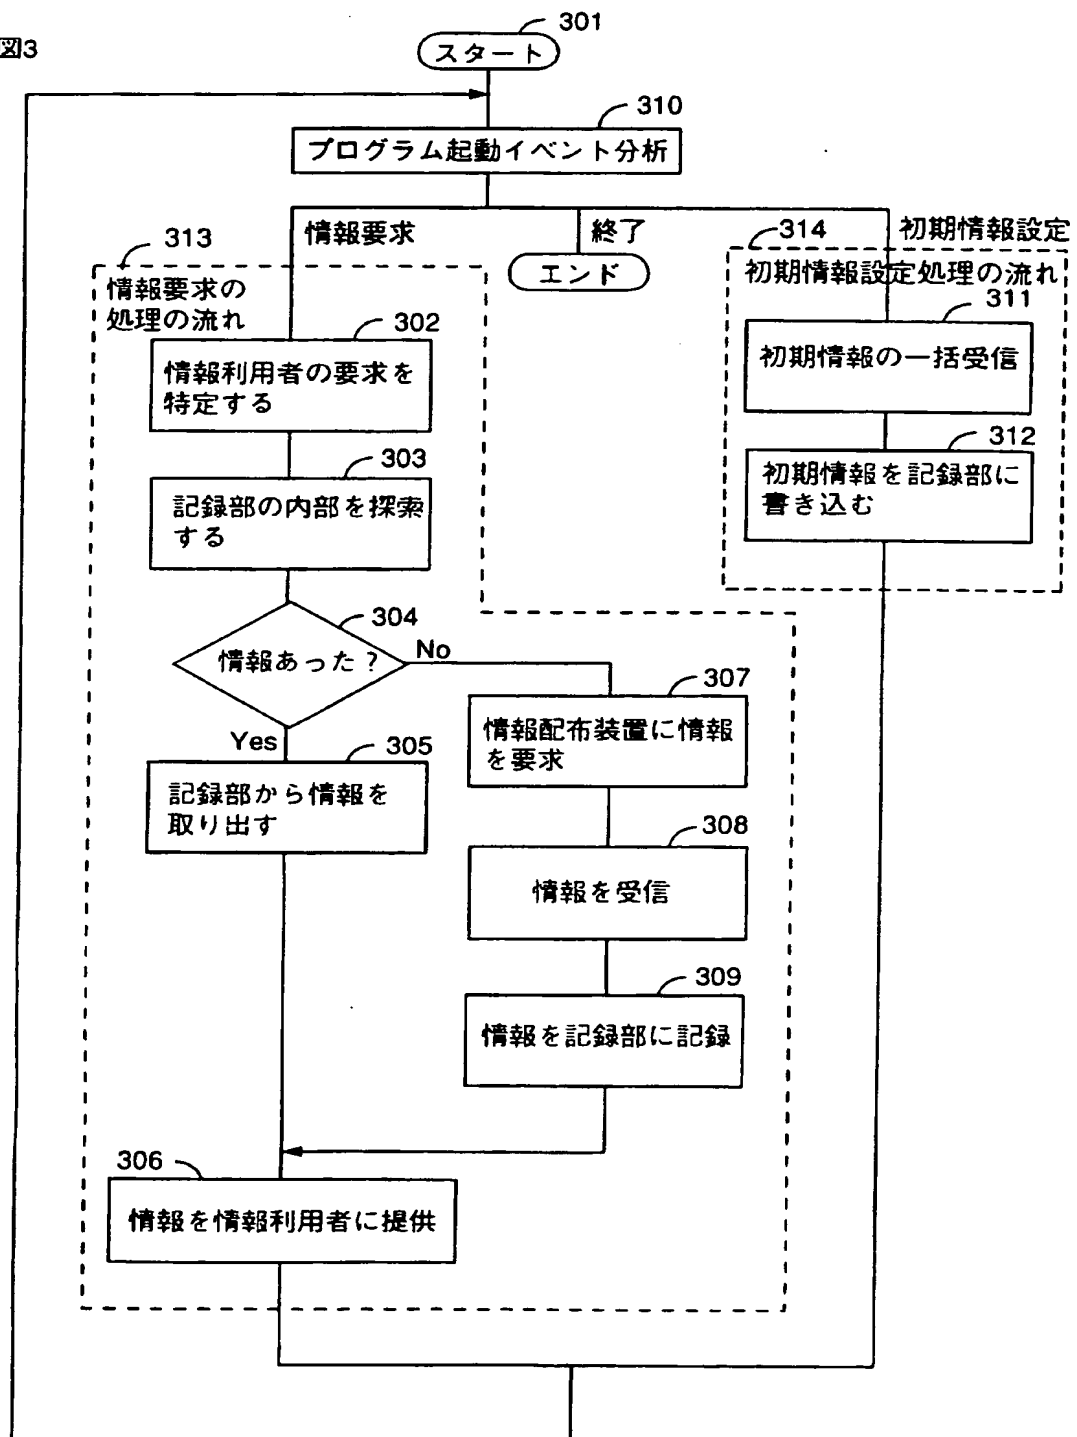 図3
301
スタート
310
プログラム起動イベント分析
情報要求
終了
初期情報設定
エンド
313
情報要求の
処理の流れ
314
初期情報設定処理の流れ
302
情報利用者の要求を
特定する
303
記録部の内部を探索
する
304
情報あった?
No
Yes
305
記録部から情報を
取り出す
307
情報配布装置に情報
を要求
308
情報を受信
309
情報を記録部に記録
306
情報を情報利用者に提供
311
初期情報の一括受信
312
初期情報を記録部に
書き込む